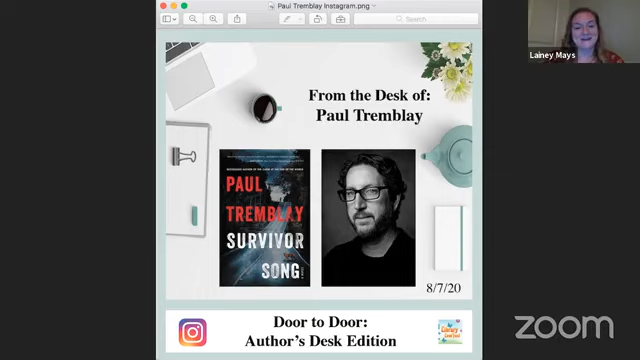 Paul Tremblay Instagram.png
Search
Lainey Mays
From the Desk of:
Paul Tremblay
PAUL
TREMBLAY
SURVIVOR
SONG
8/7/20
Door to Door:
Author's Desk Edition
Library
zoom